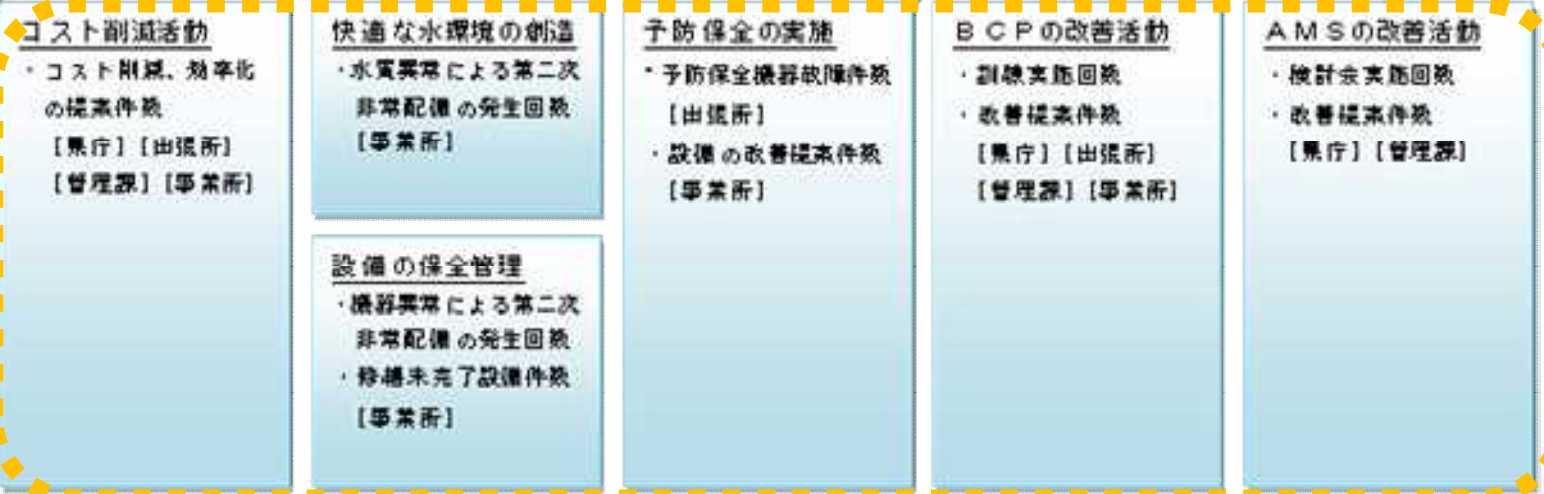 コスト削減活動
・コスト削減、効率化
の提案件数
[県庁][出張所]
[管理課][事業所]
快適な水環境の創造
・水質異常による第二次
非常配備の発生回数
[事業所]
設備の保全管理
・機器異常による第二次
非常配備の発生回数
・修繕未完了設備件数
[事業所]
予防保全の実施
・予防保全機器故障件数
[出張所]
・設備の改善提案件数
[事業所]
BCPの改善活動
・訓練実施回数
・改善提案件数
[県庁][出張所]
[管理課][事業所]
AMSの改善活動
・検討会実施回数
・改善提案件数
[県庁][管理課]